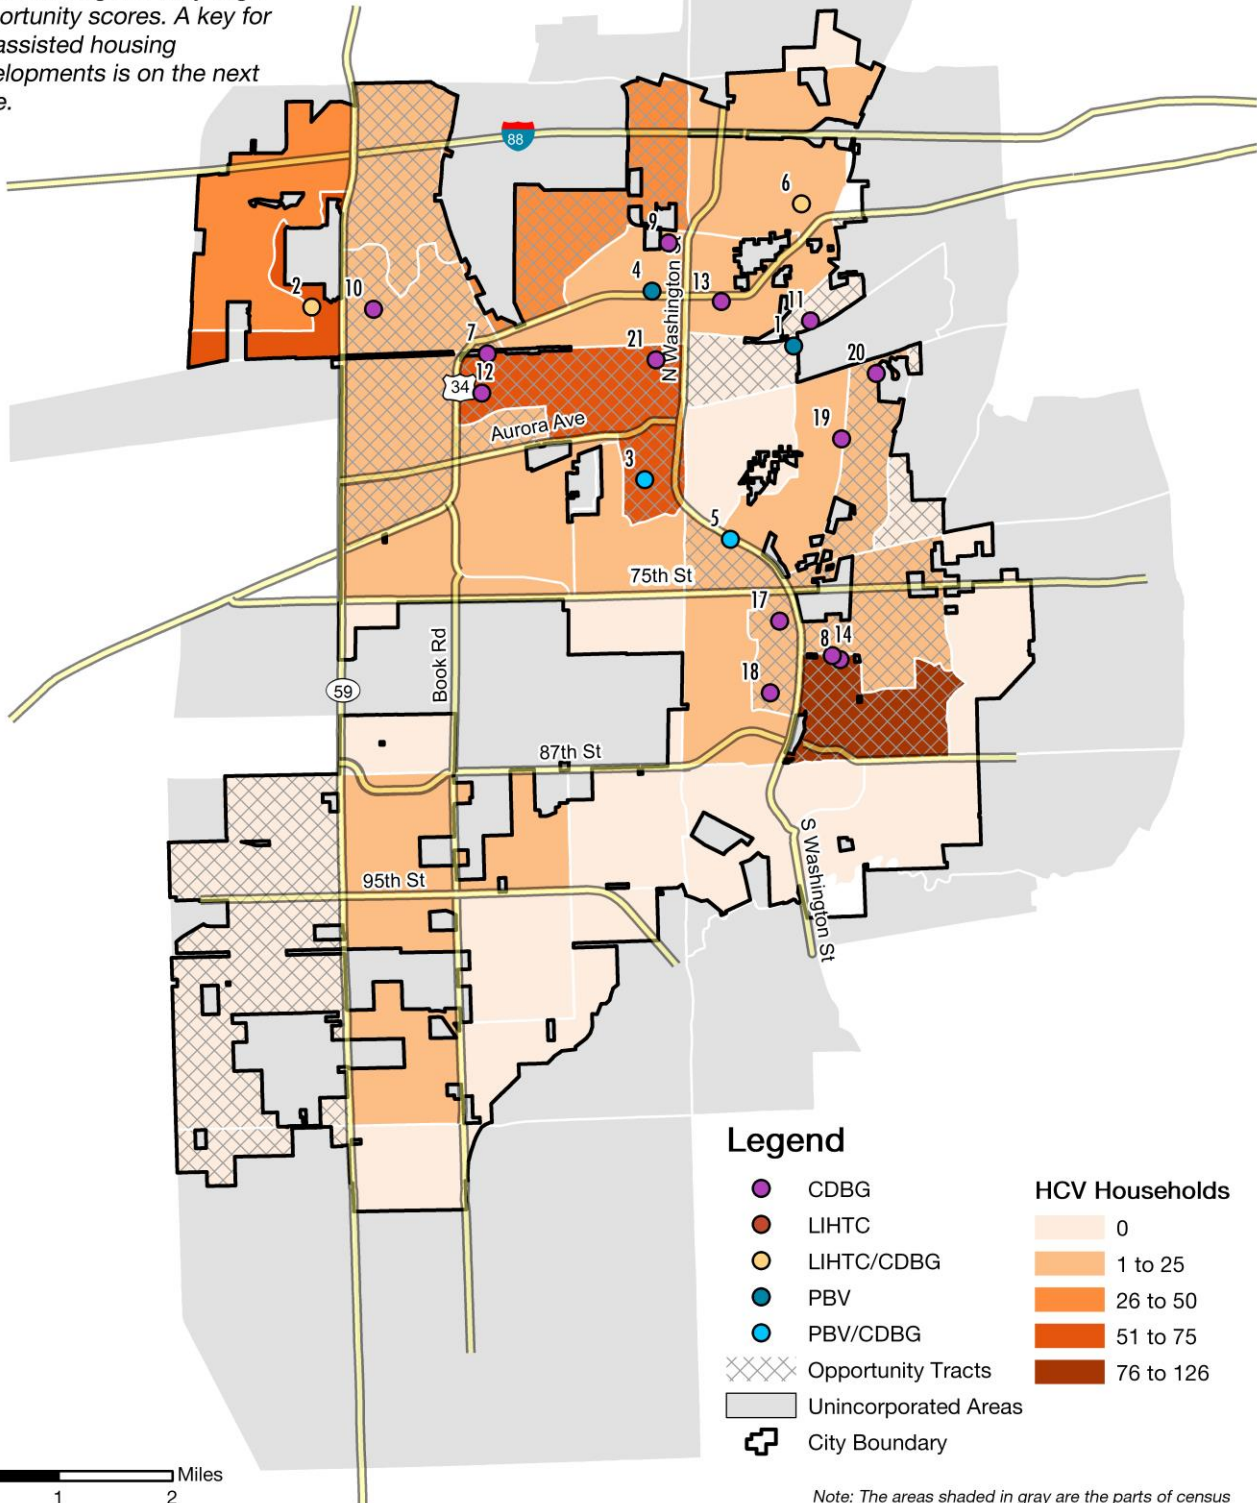 ortunity scores. A key for
assisted housing
elopments is on the next
e.
88
6
9
4
13
2
10
11
1
7
21
N Washington
20
12
34
19
Aurora Ave
3
5
75th St
17
8 14
Book Rd
18
59
87th St
S Washington St
95th St
Legend
CDBG
LIHTC
LIHTC/CDBG
PBV
PBV/CDBG
Opportunity Tracts
Unincorporated Areas
City Boundary
HCV Households
0
1 to 25
26 to 50
51 to 75
76 to 126
Miles
1 2
Note: The areas shaded in gray are the parts of census